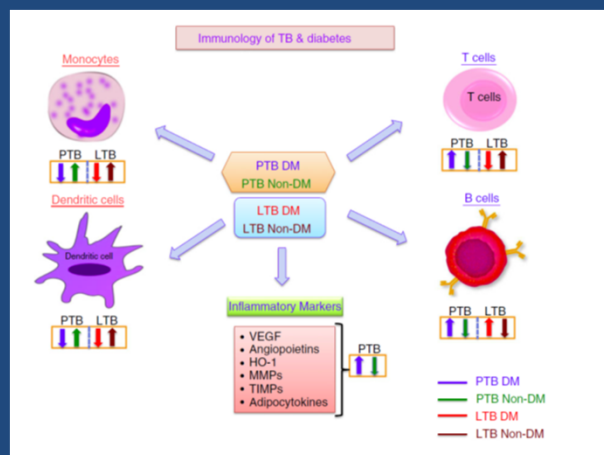 Immunology of TB & diabetes
Monocytes
PTB LTB
Dendritic cells
Dendritic cell
PTB LTB
PTB DM
PTB Non-DM
LTB DM
LTB Non-DM
T cells
T cells
PTB LTB
B cells
PTB LTB
Inflammatory Markers
• VEGF
• Angiopoietins
• HO-1
• MMPs
• TIMPs
• Adipocytokines
PTB
PTB DM
PTB Non-DM
LTB DM
LTB Non-DM